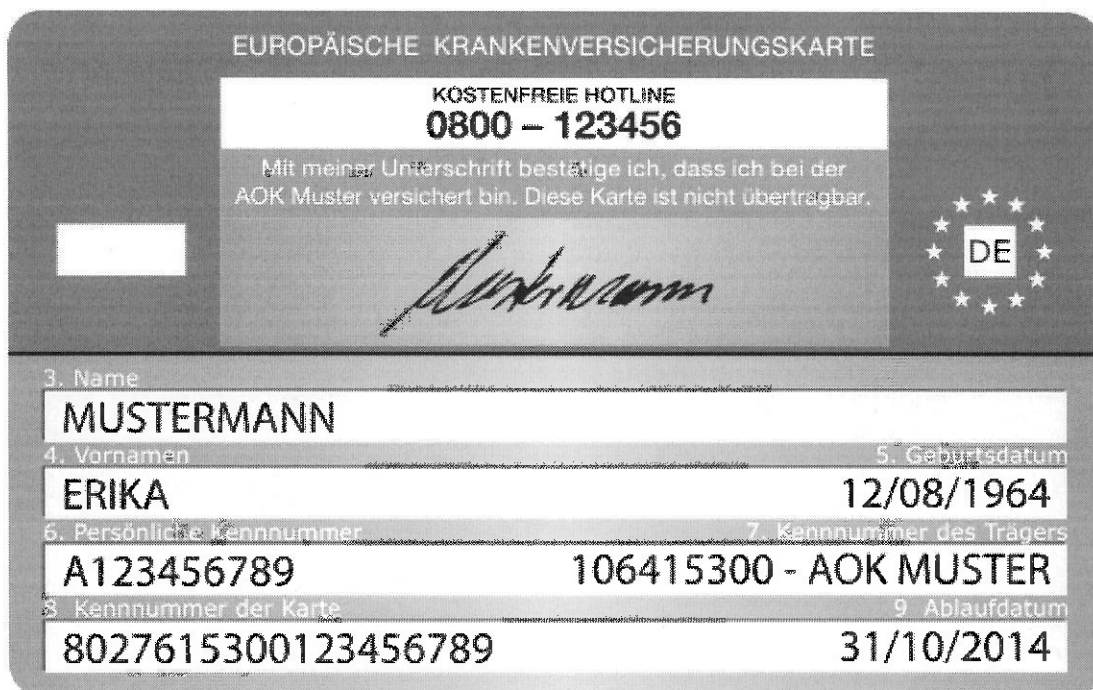 EUROPÄISCHE KRANKENVERSICHERUNGSKARTE
KOSTENFREIE HOTLINE
0800 – 123456
Mit meiner Unterschrift bestätige ich, dass ich bei der
AOK Muster versichert bin. Diese Karte ist nicht übertragbar.
DE
Mustermann
3. Name
MUSTERMANN
4. Vornamen 5. Geburtsdatum
ERIKA 12/08/1964
6. Persönliche Kennnummer 7. Kennnummer des Trägers
A123456789 106415300 - AOK MUSTER
8 Kennnummer der Karte 9 Ablaufdatum
8027615300123456789 31/10/2014